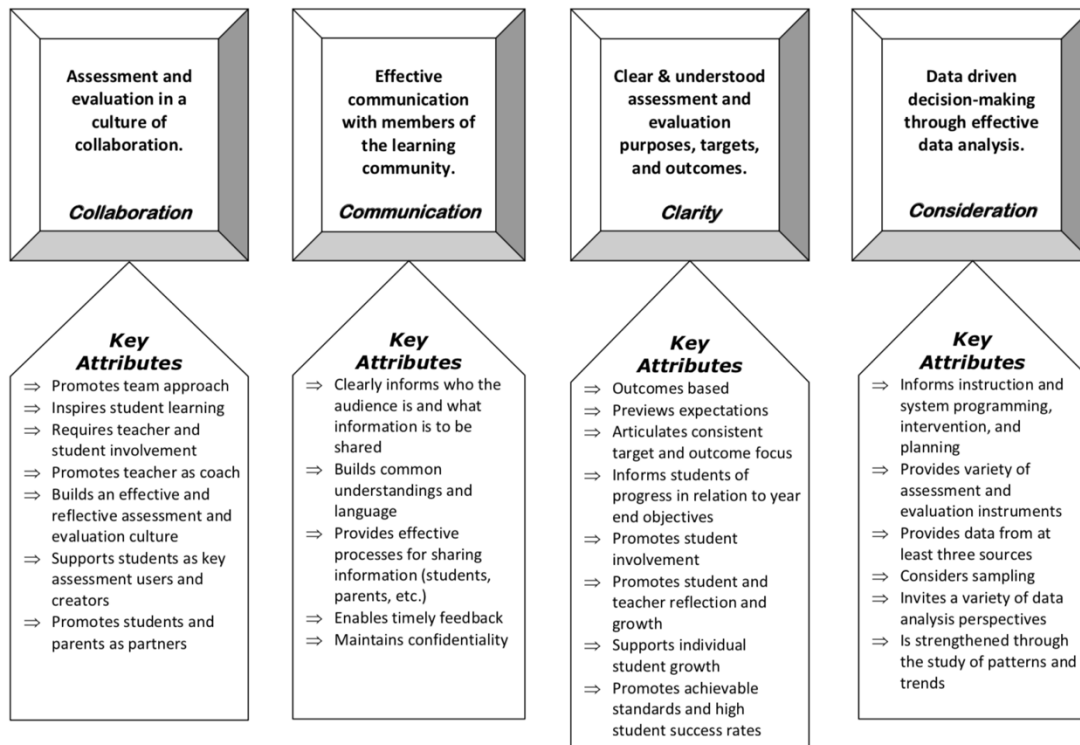 Assessment and
evaluation in a
culture of
collaboration.
Collaboration
Key
Attributes
⇒ Promotes team approach
⇒ Inspires student learning
⇒ Requires teacher and
student involvement
⇒ Promotes teacher as coach
⇒ Builds an effective and
reflective assessment and
evaluation culture
⇒ Supports students as key
assessment users and
creators
⇒ Promotes students and
parents as partners
Effective
communication
with members of
the learning
community.
Communication
Key
Attributes
⇒ Clearly informs who the
audience is and what
information is to be
shared
⇒ Builds common
understandings and
language
⇒ Provides effective
processes for sharing
information (students,
parents, etc.)
⇒ Enables timely feedback
⇒ Maintains confidentiality
Clear & understood
assessment and
evaluation
purposes, targets,
and outcomes.
Clarity
Key
Attributes
⇒ Outcomes based
⇒ Previews expectations
⇒ Articulates consistent
target and outcome focus
⇒ Informs students of
progress in relation to year
end objectives
⇒ Promotes student
involvement
⇒ Promotes student and
teacher reflection and
growth
⇒ Supports individual
student growth
⇒ Promotes achievable
standards and high
student success rates
Data driven
decision-making
through effective
data analysis.
Consideration
Key
Attributes
⇒ Informs instruction and
system programming,
intervention, and
planning
⇒ Provides variety of
assessment and
evaluation instruments
⇒ Provides data from at
least three sources
⇒ Considers sampling
⇒ Invites a variety of data
analysis perspectives
⇒ Is strengthened through
the study of patterns and
trends